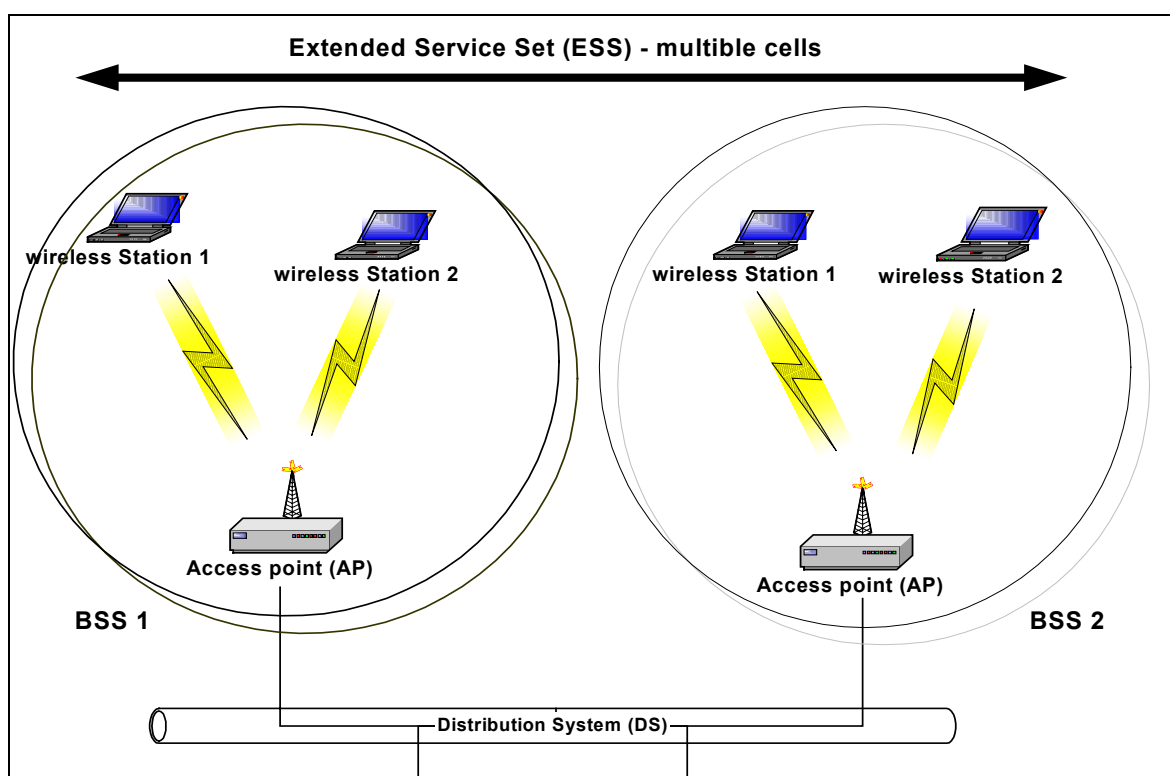 Extended Service Set (ESS) - multible cells
wireless Station 1
wireless Station 2
Access point (AP)
BSS 1
wireless Station 1
wireless Station 2
Access point (AP)
BSS 2
Distribution System (DS)